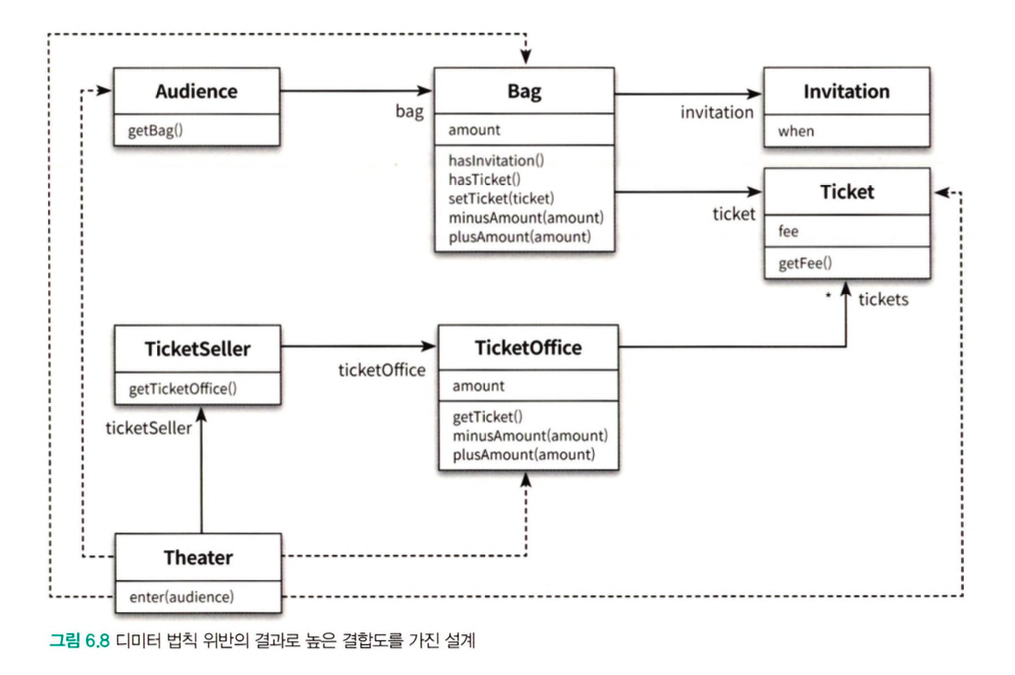 Audience
getBag()
bag
Bag
amount
hasInvitation()
hasTicket()
setTicket(ticket)
minusAmount(amount)
plusAmount(amount)
invitation
Invitation
when
ticket
Ticket
fee
getFee()
* tickets
TicketSeller
getTicketOffice()
ticketOffice
TicketOffice
amount
getTicket()
minusAmount(amount)
plusAmount(amount)
ticketSeller
Theater
enter(audience)
그림 6.8 디미터 법칙 위반의 결과로 높은 결합도를 가진 설계